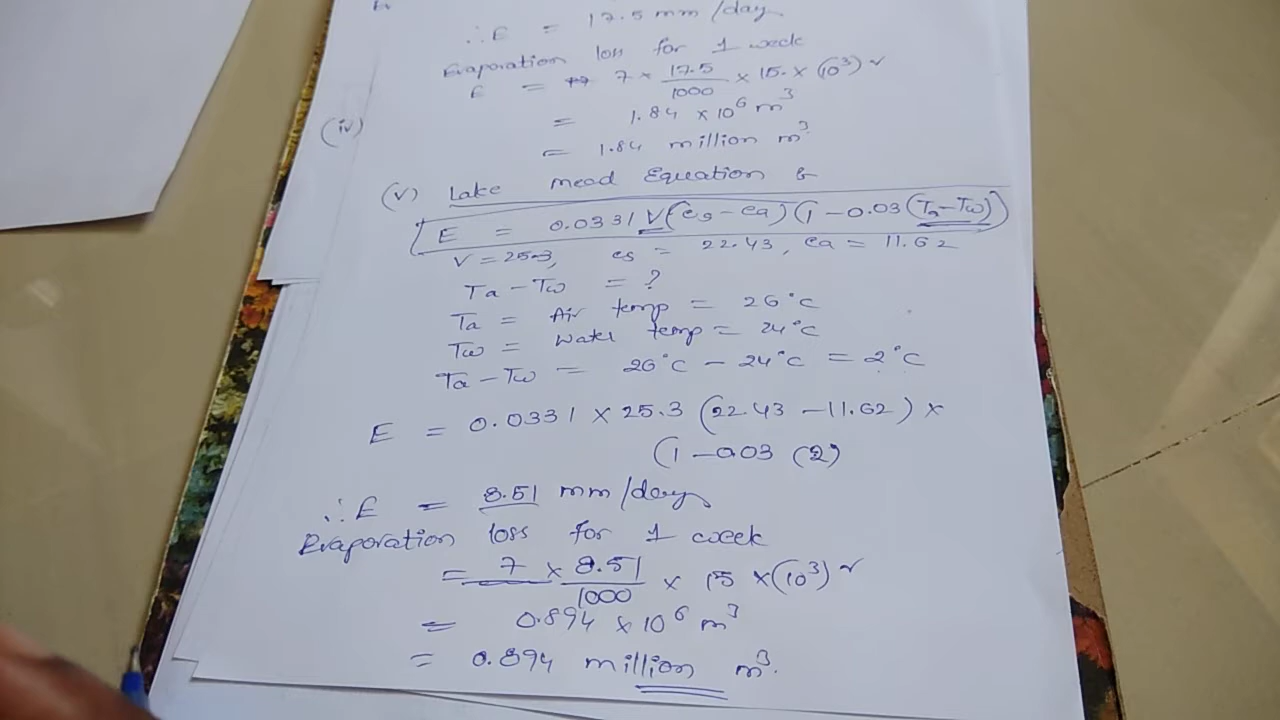 ∴ E = 17.5 mm/day
Evaporation loss for 1 week
E = 7 × 17.5/1000 × 15 × (10³)²
= 1.84 × 10⁶ m³
(iv)
= 1.84 million m³
(v) Lake mead Equation :-
E = 0.0331 V (es - ea) (1 - 0.03 (Ta - Tw))
V = 25.3, es = 22.43, ea = 11.62
Ta - Tw = ?
Ta = Air temp = 26°C
Tw = Water temp = 24°C
Ta - Tw = 26°C - 24°C = 2°C
E = 0.0331 × 25.3 (22.43 - 11.62) ×
(1 - 0.03 (2)
∴ E = 8.51 mm/day
Evaporation loss for 1 week
= 7 × 8.51/1000 × 15 × (10³)²
= 0.894 × 10⁶ m³
= 0.894 million m³.